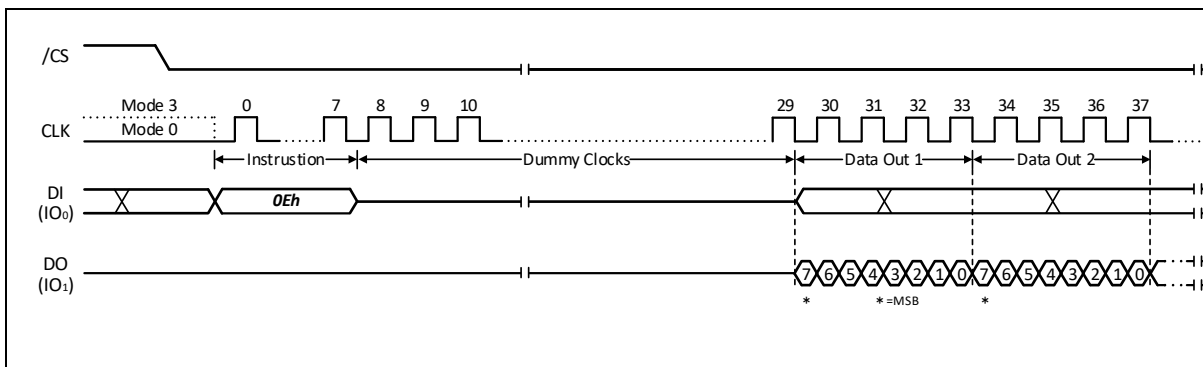 /CS
Mode 3 0 7 8 9 10 29 30 31 32 33 34 35 36 37
CLK Mode 0
Instrustion Dummy Clocks Data Out 1 Data Out 2
DI
(IO0) 0Eh
DO
(IO1) 7 6 5 4 3 2 1 0 7 6 5 4 3 2 1 0
* * =MSB *